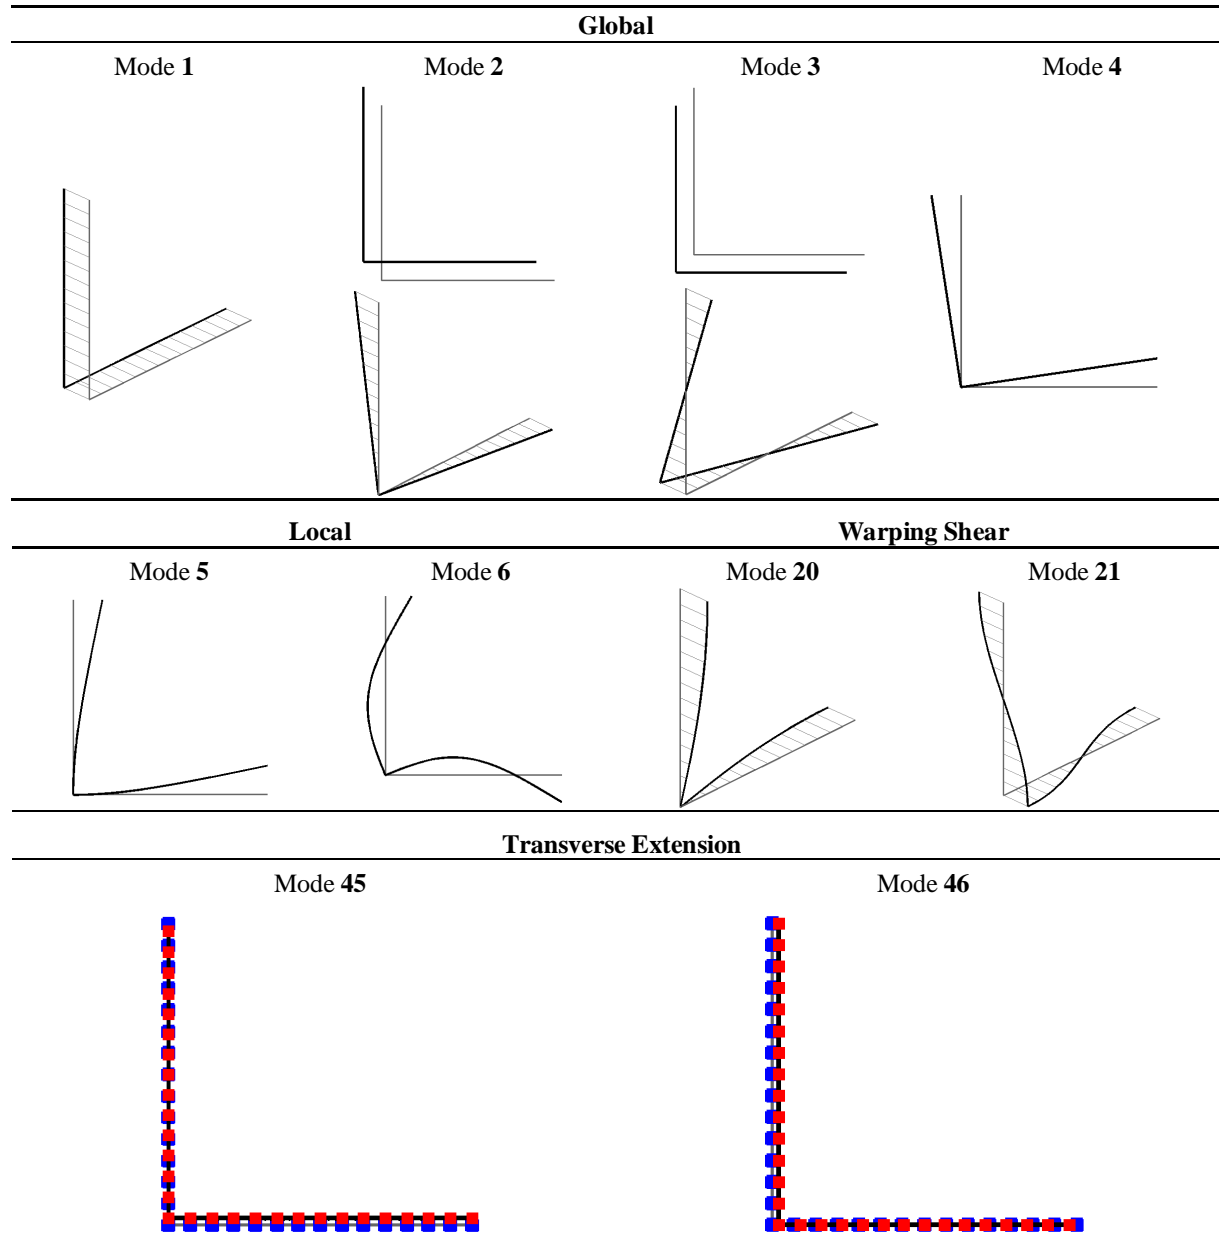 Global
Mode 1 Mode 2 Mode 3 Mode 4
Local Warping Shear
Mode 5 Mode 6 Mode 20 Mode 21
Transverse Extension
Mode 45 Mode 46